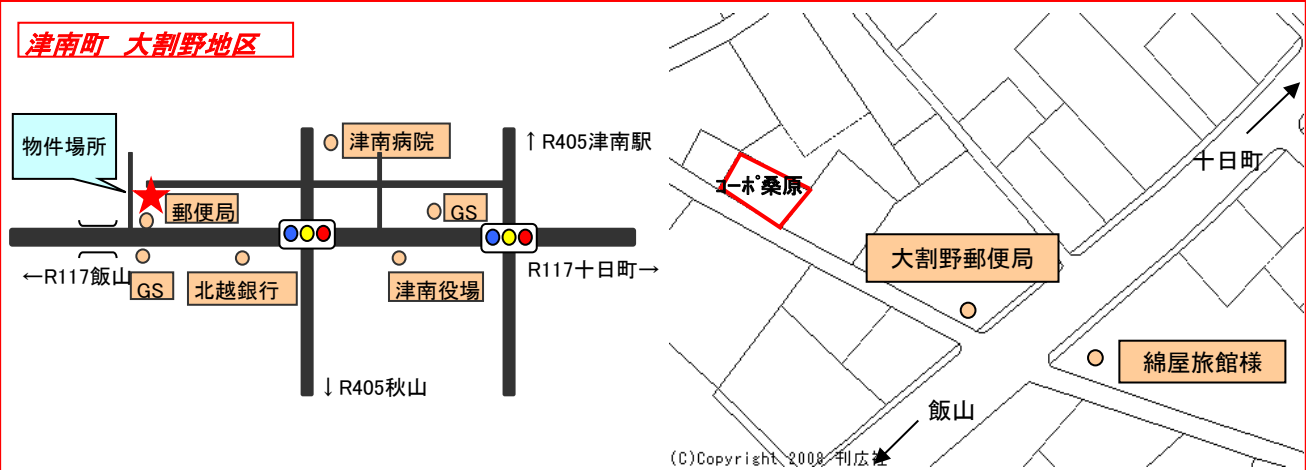 津南町 大割野地区
物件場所
津南病院
↑R405津南駅
郵便局
GS
←R117飯山
GS
北越銀行
津南役場
R117十日町→
↓R405秋山
十日町
コーポ桑原
大割野郵便局
綿屋旅館様
飯山
(C)Copyright 2008 刊広社